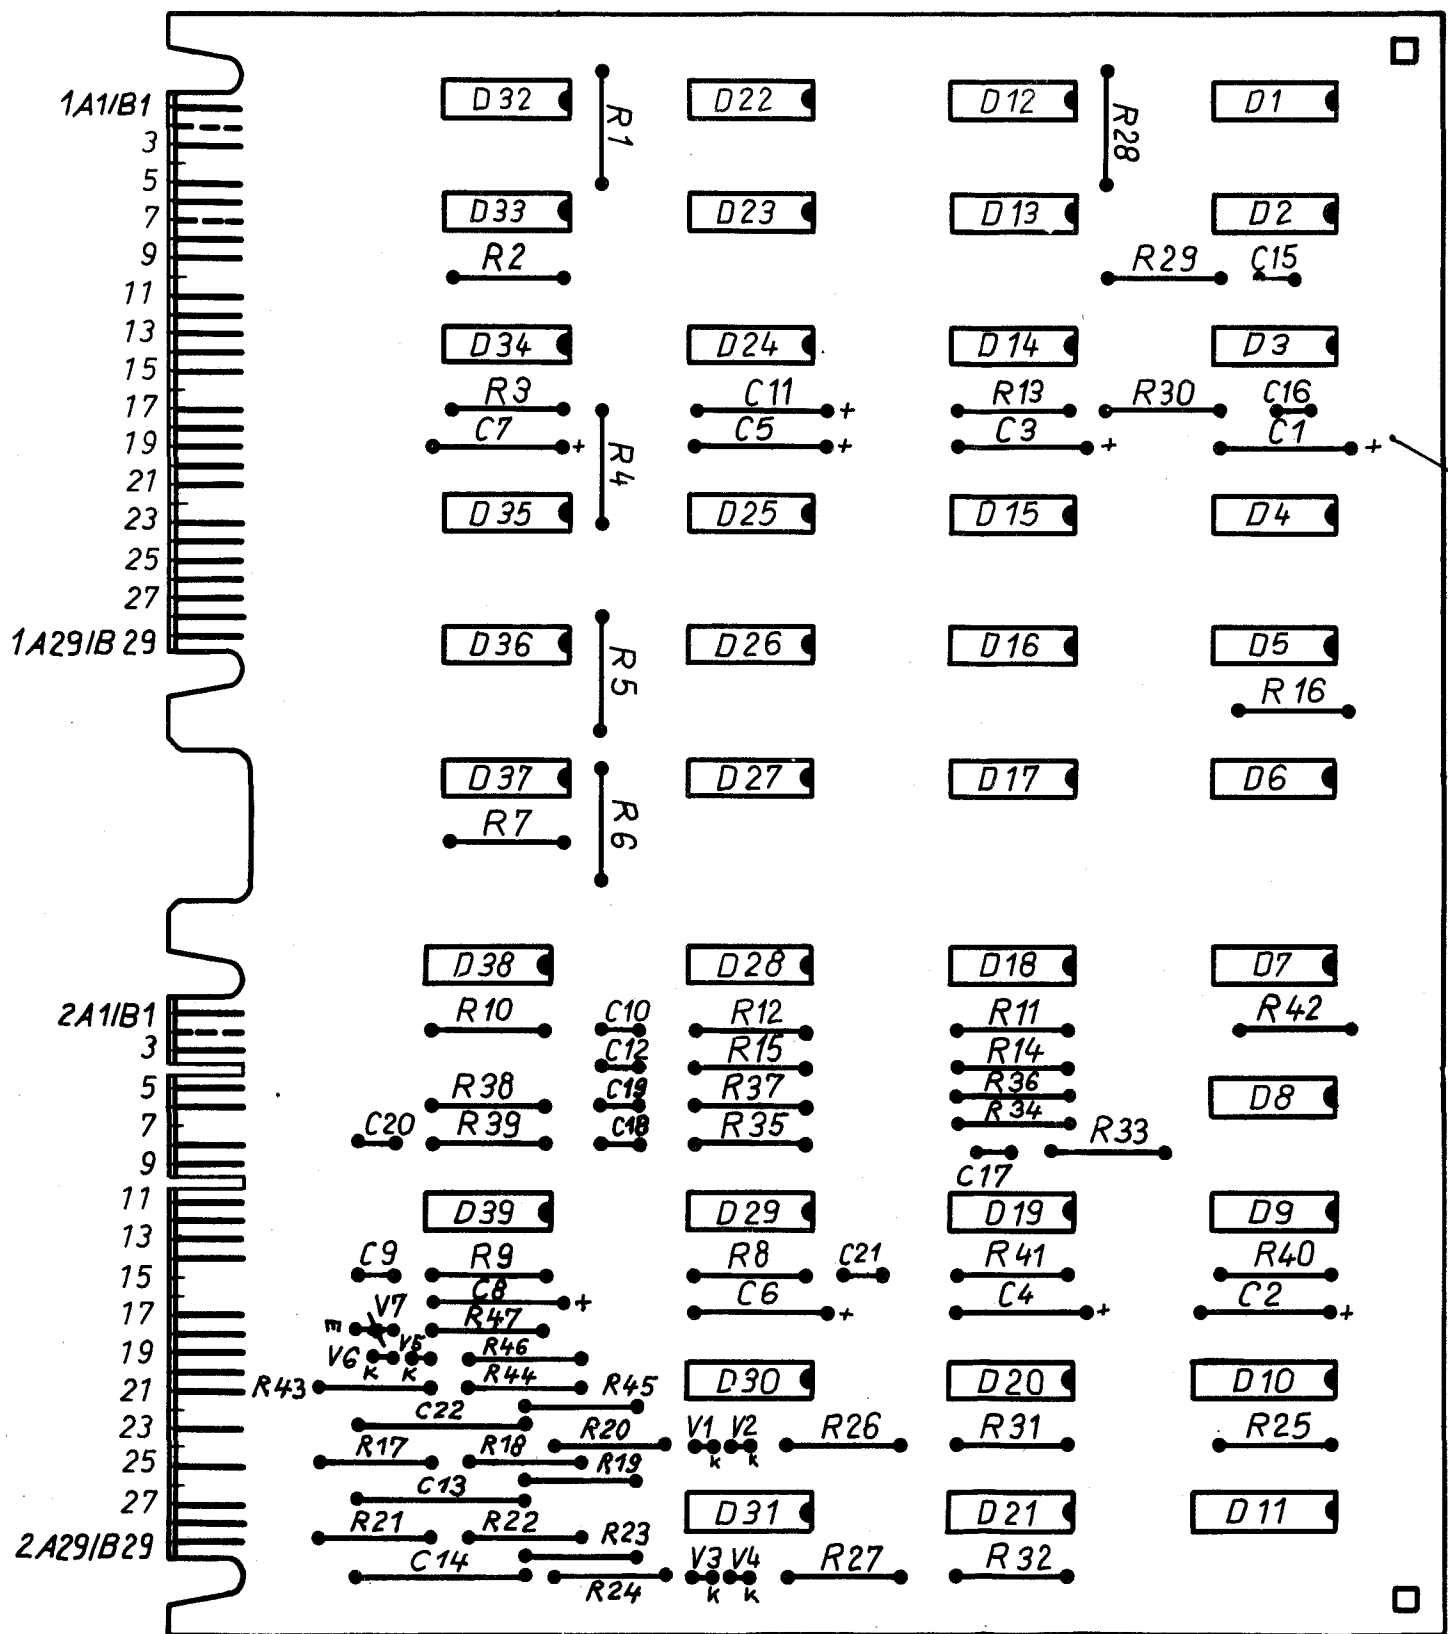 1A1/B1 D32 R1 D22 D12 R28 D1
3
5
7 D33 D23 D13 D2
9 R2 R29 C15
11
13 D34 D24 D14 D3
15
17 R3 C11 + R13 R30 C16
19 C7 + R4 C5 + C3 + C1 +
21
23 D35 D25 D15 D4
25
27
1A29/B 29 D36 R5 D26 D16 D5
R16
D37 R6 D27 D17 D6
R7
D38 D28 D18 D7
2A1/B1 R10 C10 R12 R11 R42
3 C12 R15 R14
5 R38 C19 R37 R36 D8
7 C20 R39 C18 R35 R34 R33
9 C17
11 D39 D29 D19 D9
13
15 C9 R9 R8 C21 R41 R40
17 V7 C8 + C6 + C4 + C2 +
E R47
19 V6 K V5 K R46
21 R43 R44 R45 D30 D20 D10
23 C22 R20 V1 K V2 K R26 R31 R25
25 R17 R18 R19
27 C13 D31 D21 D11
2A29/B29 R21 R22 R23
C14 R24 V3 K V4 K R27 R32